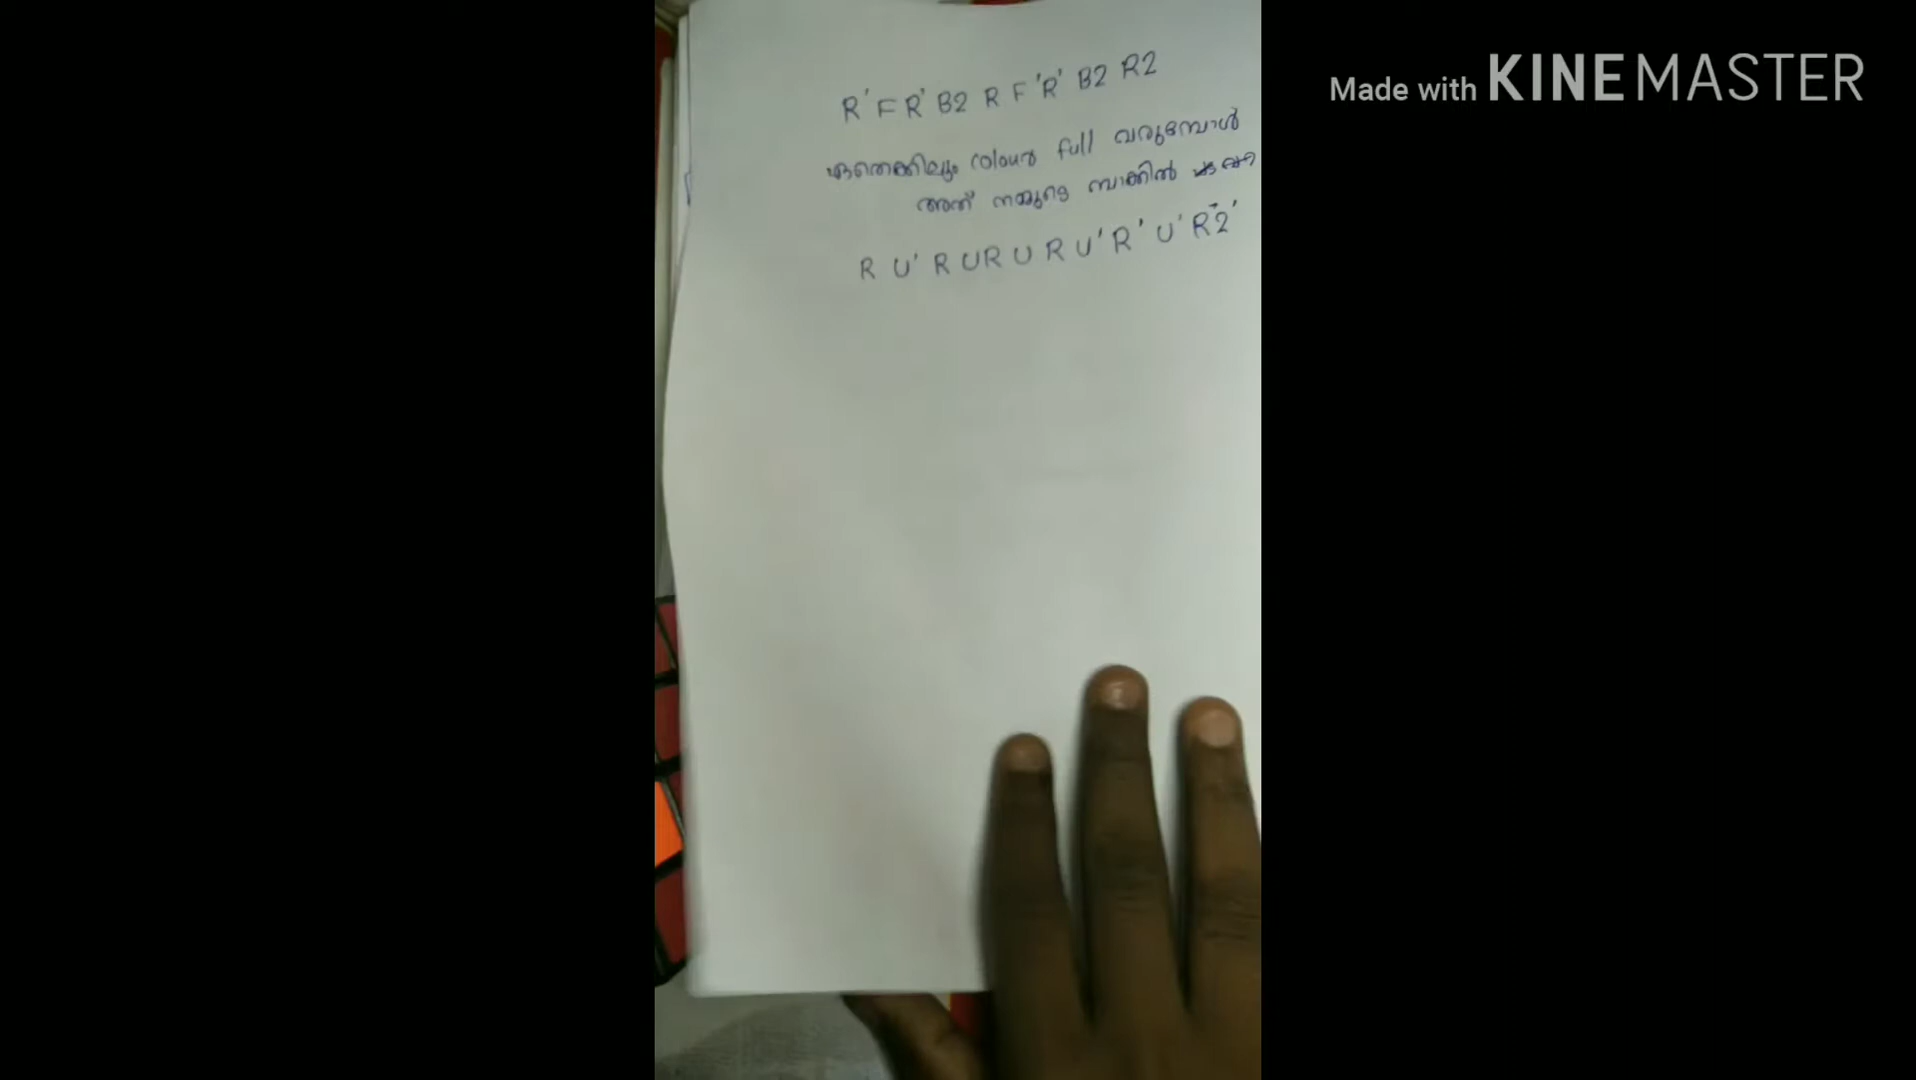 R' F R' B2 R F' R' B2 R2
ഏതെങ്കിലും colour full വരുമ്പോൾ
അത് നമ്മുടെ ബാക്കിൽ
R U' R U R U R U' R' U' R2'
Made with KINEMASTER